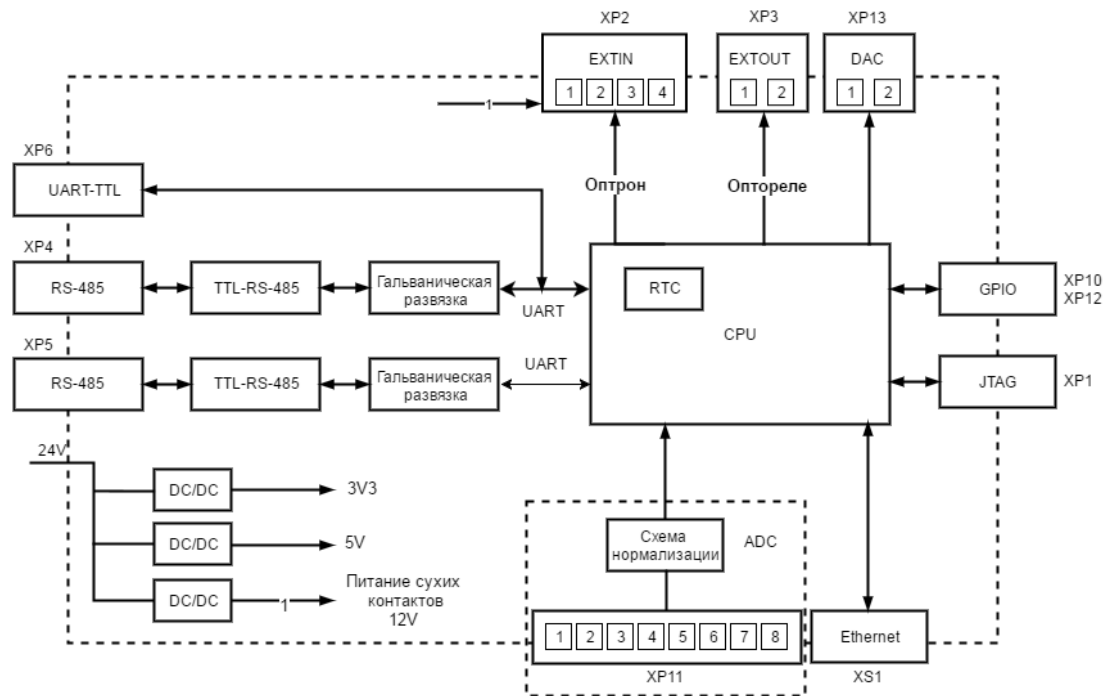 XP2
XP3
XP13
EXTIN
EXTOUT
DAC
1 2 3 4
1 2
1 2
1
XP6
UART-TTL
Оптрон
Оптореле
XP4
RS-485
TTL-RS-485
Гальваническая
развязка
UART
RTC
CPU
GPIO
XP10
XP12
XP5
RS-485
TTL-RS-485
Гальваническая
развязка
UART
JTAG
XP1
24V
DC/DC
3V3
DC/DC
5V
DC/DC
1
Питание сухих
контактов
12V
Схема
нормализации
ADC
1 2 3 4 5 6 7 8
Ethernet
XP11
XS1